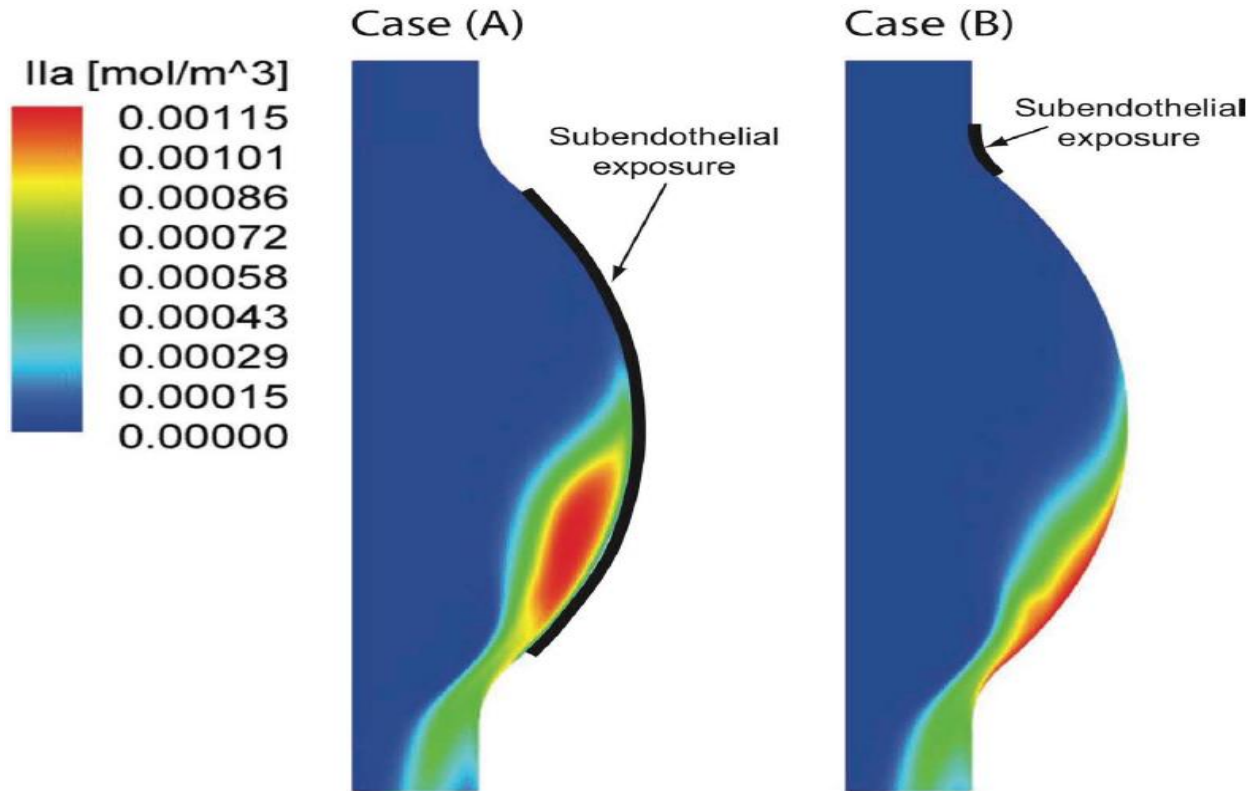 Case (A)
Case (B)
IIa [mol/m^3]
0.00115
0.00101
0.00086
0.00072
0.00058
0.00043
0.00029
0.00015
0.00000
Subendothelial
exposure
Subendothelial
exposure